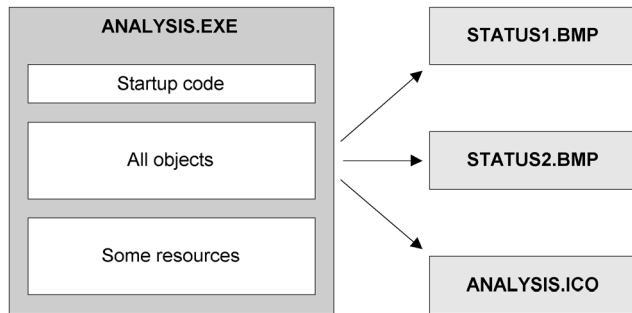 ANALYSIS.EXE
Startup code
All objects
Some resources
STATUS1.BMP
STATUS2.BMP
ANALYSIS.ICO